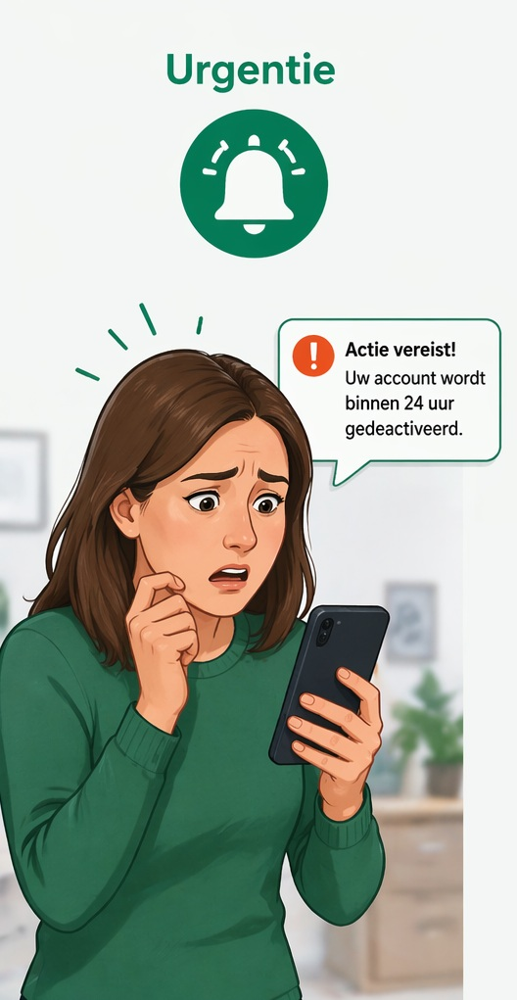 Urgentie
Actie vereist!
Uw account wordt
binnen 24 uur
gedeactiveerd.